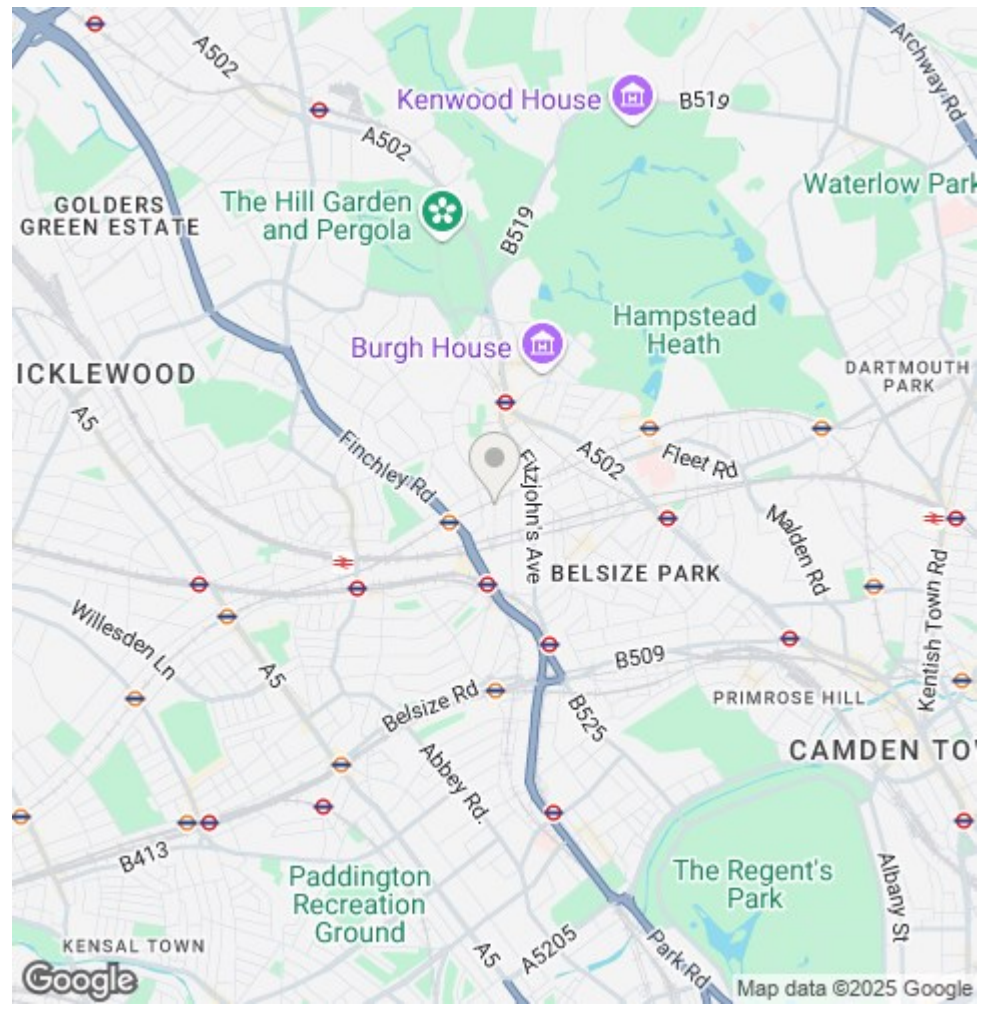 A502
Archway Rd
Kenwood House
B519
A502
GOLDERS
GREEN ESTATE
The Hill Garden
and Pergola
B519
Waterlow Park
Hampstead
Heath
Burgh House
ICKLEWOOD
DARTMOUTH
PARK
A5
Finchley Rd
A502
Fleet Rd
Fitzjohn's Ave
Malden Rd
BELSIZE PARK
Kentish Town Rd
Willesden Ln
B509
A5
Belsize Rd
PRIMROSE HILL
B525
CAMDEN TO
Abbey Rd.
B413
Paddington
Recreation
Ground
The Regent's
Park
Albany St
KENSAL TOWN
A5
A5205
Park Rd
Google
Map data ©2025 Google